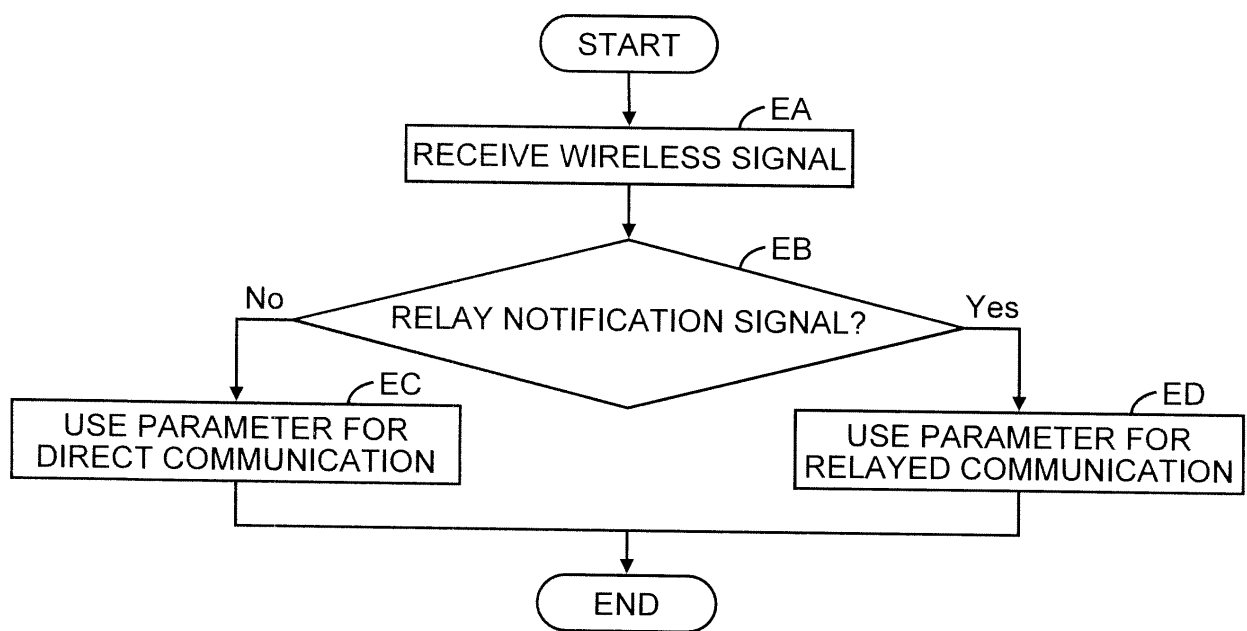 START
EA
RECEIVE WIRELESS SIGNAL
EB
RELAY NOTIFICATION SIGNAL?
No
Yes
EC
USE PARAMETER FOR
DIRECT COMMUNICATION
ED
USE PARAMETER FOR
RELAYED COMMUNICATION
END